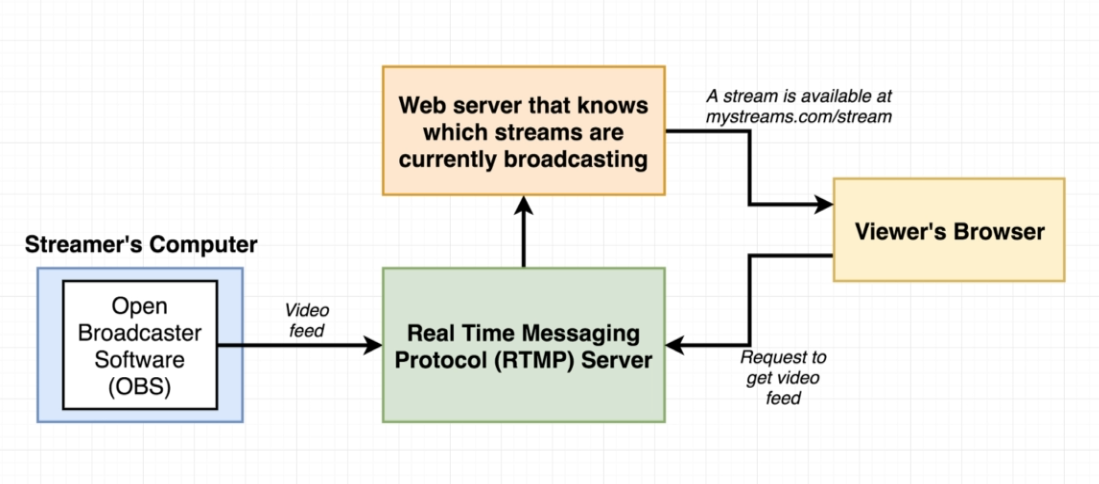 Web server that knows
which streams are
currently broadcasting
A stream is available at
mystreams.com/stream
Viewer's Browser
Streamer's Computer
Open
Broadcaster
Software
(OBS)
Video
feed
Real Time Messaging
Protocol (RTMP) Server
Request to
get video
feed